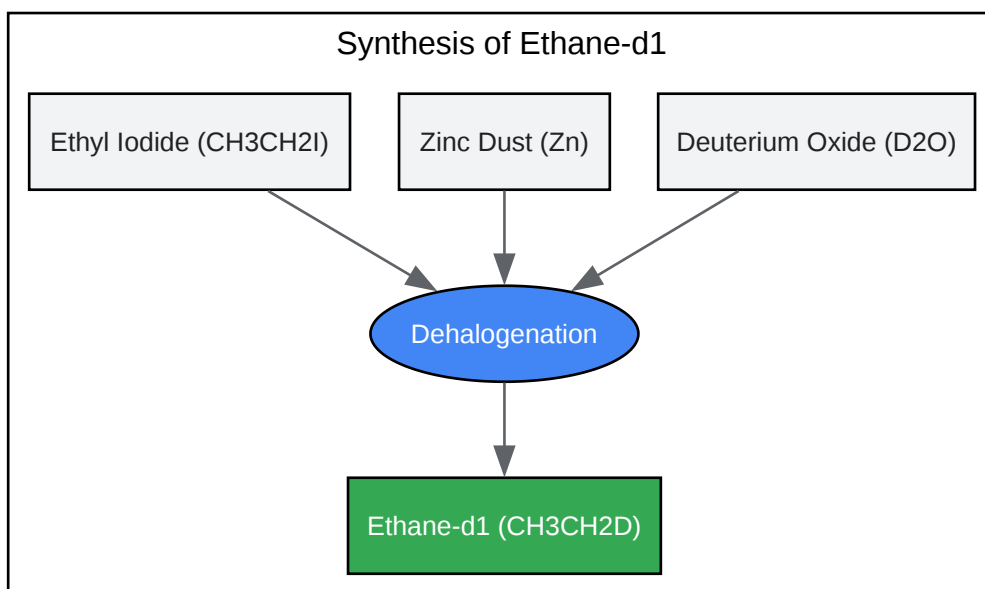 Synthesis of Ethane-d1
Ethyl Iodide (CH3CH2I)
Zinc Dust (Zn)
Deuterium Oxide (D2O)
Dehalogenation
Ethane-d1 (CH3CH2D)